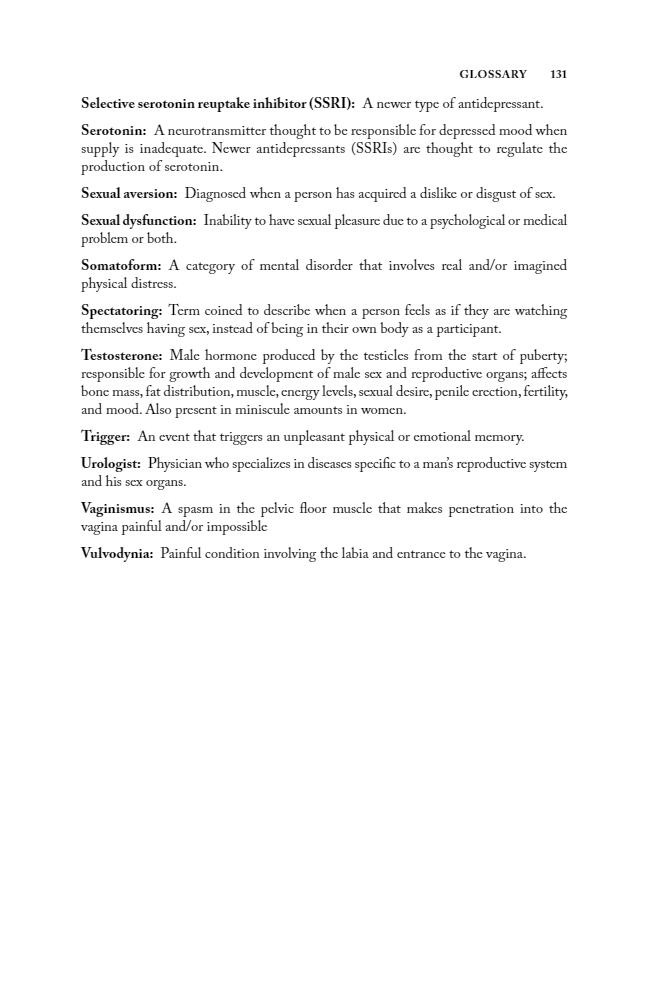 GLOSSARY 131
Selective serotonin reuptake inhibitor (SSRI): A newer type of antidepressant.
Serotonin: A neurotransmitter thought to be responsible for depressed mood when
supply is inadequate. Newer antidepressants (SSRIs) are thought to regulate the
production of serotonin.
Sexual aversion: Diagnosed when a person has acquired a dislike or disgust of sex.
Sexual dysfunction: Inability to have sexual pleasure due to a psychological or medical
problem or both.
Somatoform: A category of mental disorder that involves real and/or imagined
physical distress.
Spectatoring: Term coined to describe when a person feels as if they are watching
themselves having sex, instead of being in their own body as a participant.
Testosterone: Male hormone produced by the testicles from the start of puberty;
responsible for growth and development of male sex and reproductive organs; affects
bone mass, fat distribution, muscle, energy levels, sexual desire, penile erection, fertility,
and mood. Also present in miniscule amounts in women.
Trigger: An event that triggers an unpleasant physical or emotional memory.
Urologist: Physician who specializes in diseases specific to a man's reproductive system
and his sex organs.
Vaginismus: A spasm in the pelvic floor muscle that makes penetration into the
vagina painful and/or impossible
Vulvodynia: Painful condition involving the labia and entrance to the vagina.